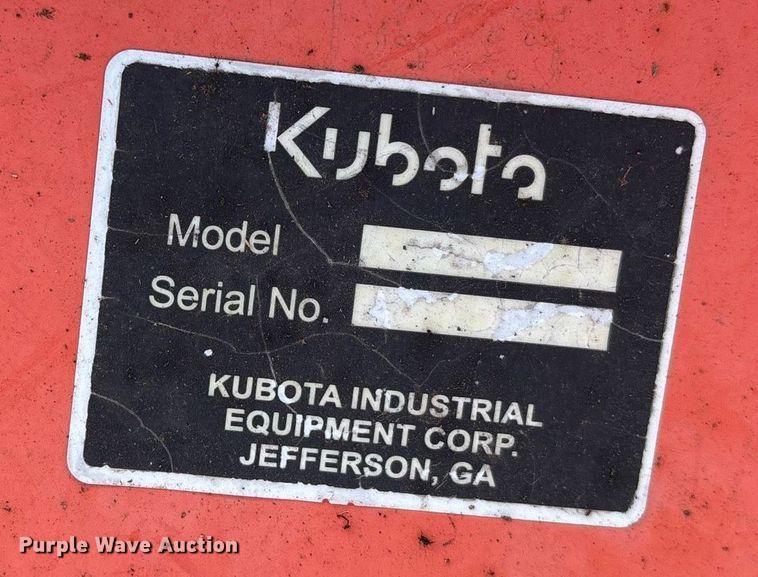 Kubota
Model
Serial No.
KUBOTA INDUSTRIAL
EQUIPMENT CORP.
JEFFERSON, GA
Purple Wave Auction